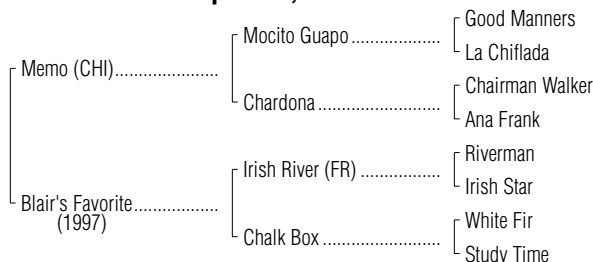 Good Manners
Mocito Guapo....................
La Chiflada
Memo (CHI).......................
Chairman Walker
Chardona...........................
Ana Frank
Riverman
Irish River (FR) ..................
Irish Star
Blair's Favorite...................
(1997)
White Fir
Chalk Box..........................
Study Time